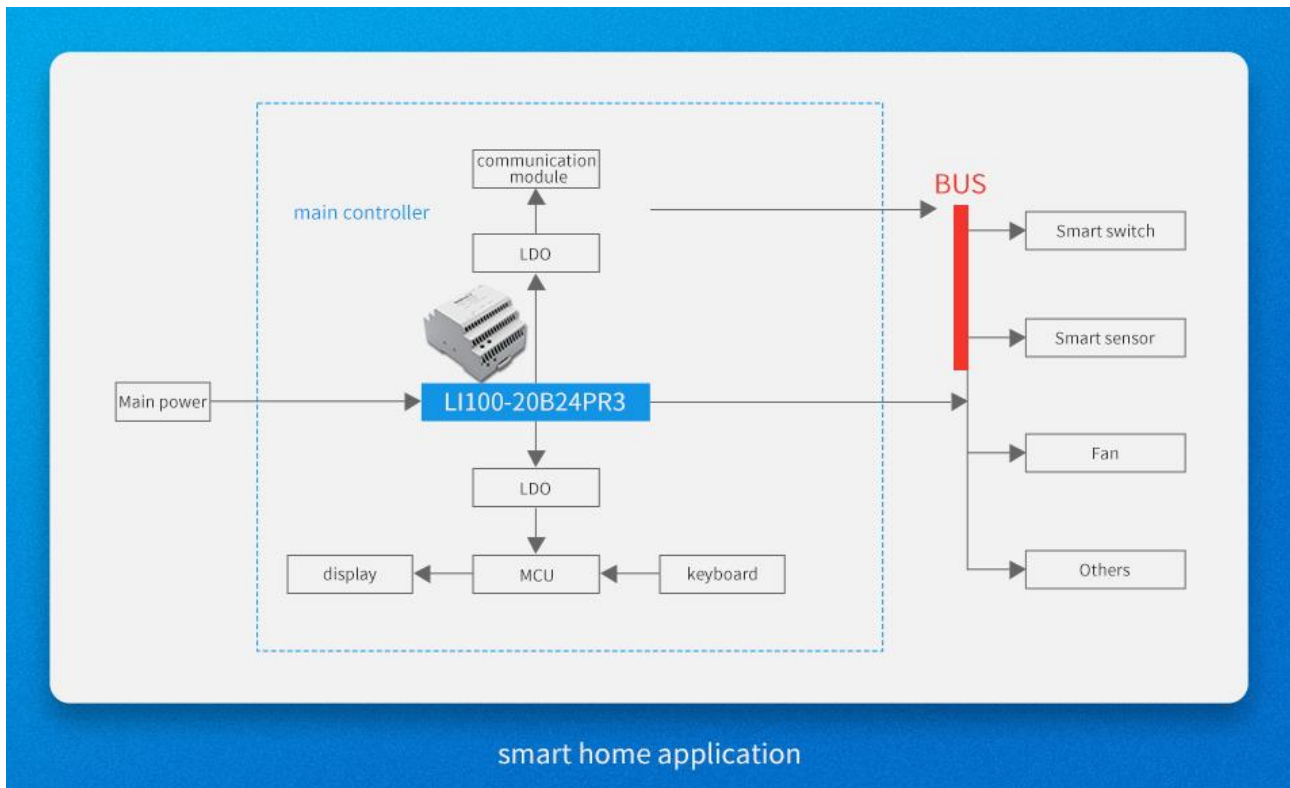 communication
module
BUS
main controller
Smart switch
LDO
Smart sensor
Main power
LI100-20B24PR3
Fan
LDO
display
MCU
keyboard
Others
smart home application